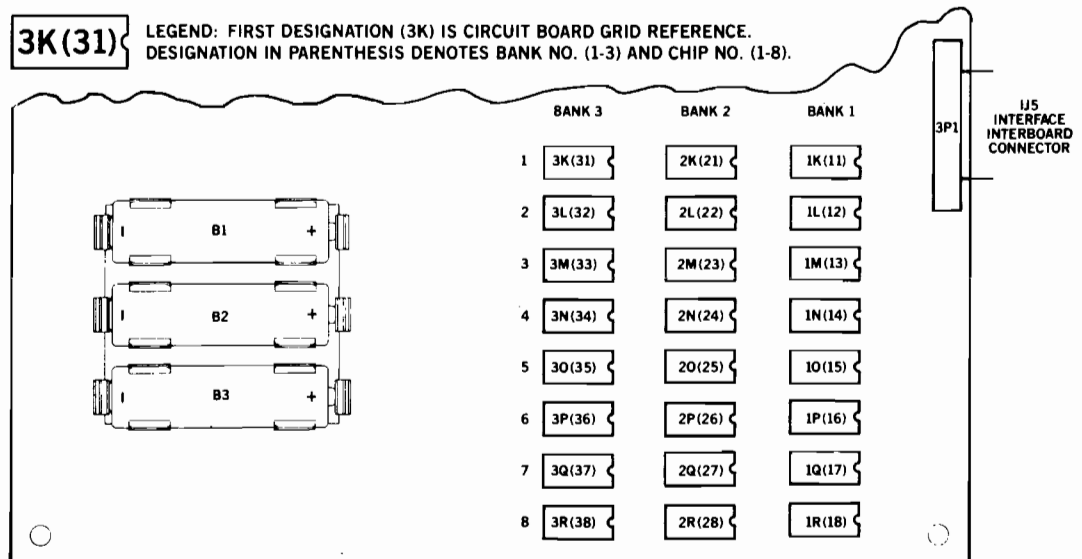 3K(31)
LEGEND: FIRST DESIGNATION (3K) IS CIRCUIT BOARD GRID REFERENCE.
DESIGNATION IN PARENTHESIS DENOTES BANK NO. (1-3) AND CHIP NO. (1-8).
BANK 3 BANK 2 BANK 1
3P1
IJ5
INTERFACE
INTERBOARD
CONNECTOR
1 3K(31) 2K(21) 1K(11)
2 3L(32) 2L(22) 1L(12)
3 3M(33) 2M(23) 1M(13)
4 3N(34) 2N(24) 1N(14)
5 3O(35) 2O(25) 1O(15)
6 3P(36) 2P(26) 1P(16)
7 3Q(37) 2Q(27) 1Q(17)
8 3R(38) 2R(28) 1R(18)
- B1 +
- B2 +
- B3 +